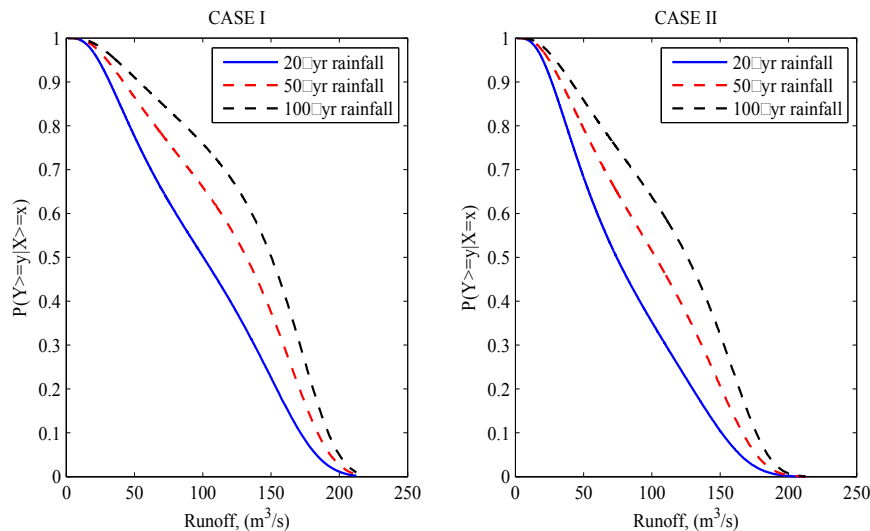 CASE I
P(Y>=y|X>=x)
1
0.9
0.8
0.7
0.6
0.5
0.4
0.3
0.2
0.1
0
0 50 100 150 200 250
Runoff, (m³/s)
20□yr rainfall
50□yr rainfall
100□yr rainfall
CASE II
P(Y>=y|X=x)
1
0.9
0.8
0.7
0.6
0.5
0.4
0.3
0.2
0.1
0
0 50 100 150 200 250
Runoff, (m³/s)
20□yr rainfall
50□yr rainfall
100□yr rainfall